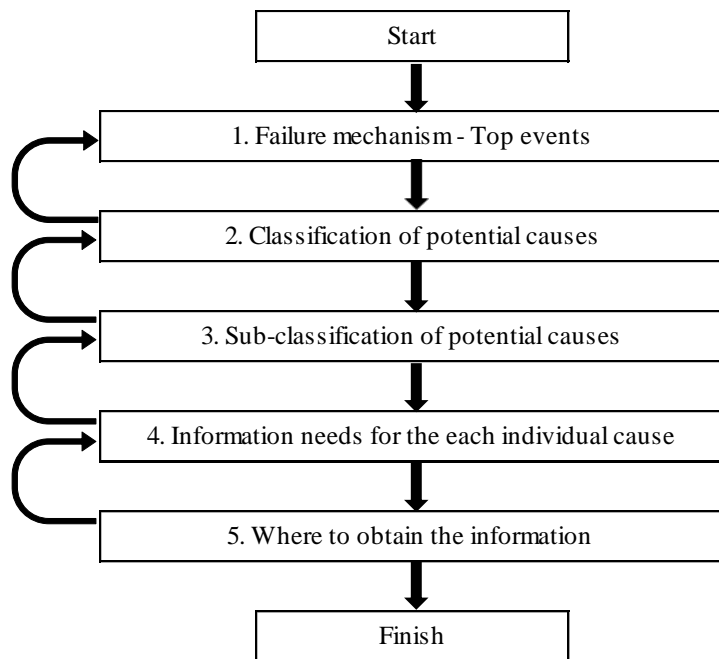 Start
1. Failure mechanism - Top events
2. Classification of potential causes
3. Sub-classification of potential causes
4. Information needs for the each individual cause
5. Where to obtain the information
Finish